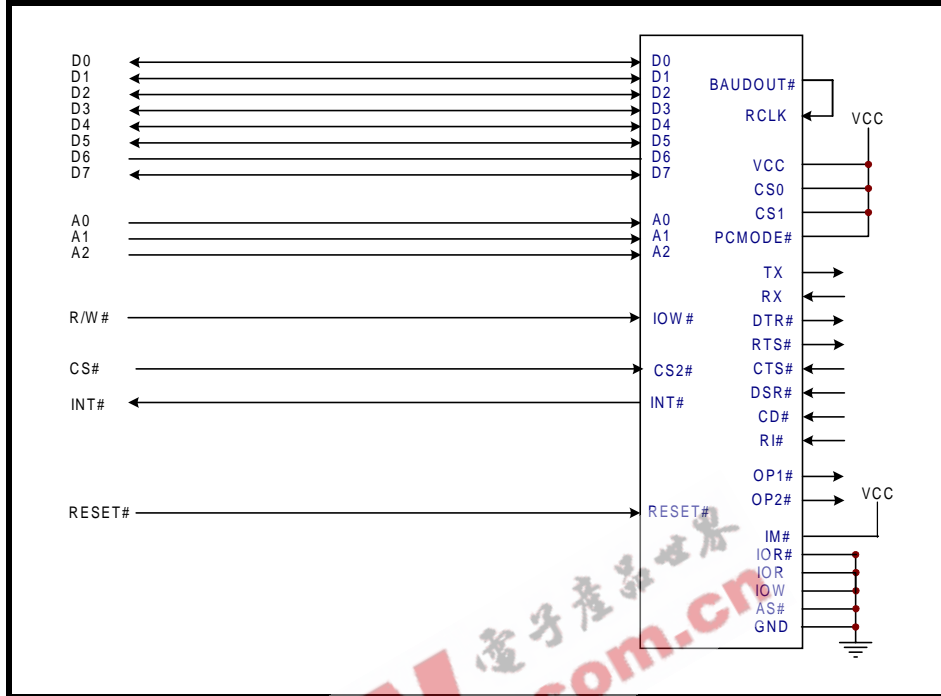 D0 D0
D1 D1
D2 D2
D3 D3
D4 D4
D5 D5
D6 D6
D7 D7
A0 A0
A1 A1
A2 A2
R/W# IOW#
CS# CS2#
INT# INT#
RESET# RESET#
BAUDOUT#
RCLK
VCC
VCC
CS0
CS1
PCMODE#
TX
RX
DTR#
RTS#
CTS#
DSR#
CD#
RI#
OP1#
OP2#
VCC
IM#
IOR#
IOR
IOW
AS#
GND
電子產品世界
.com.cn